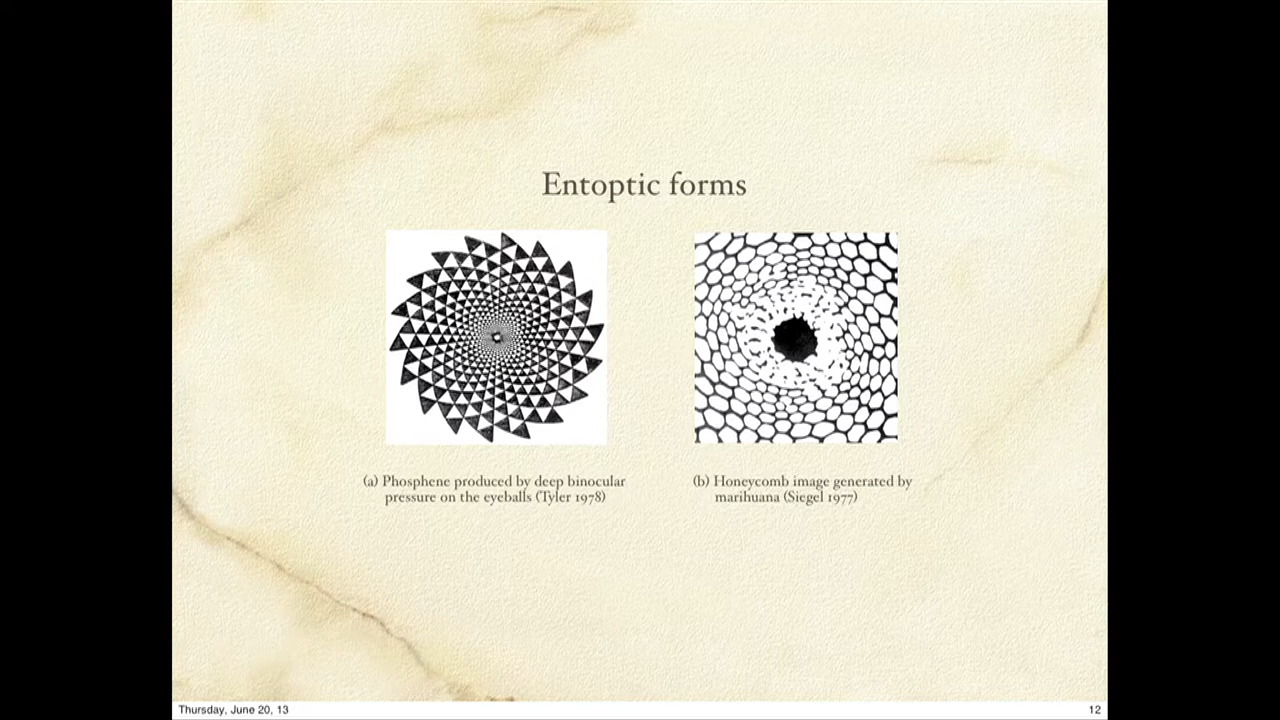 Entoptic forms
(a) Phosphene produced by deep binocular
pressure on the eyeballs (Tyler 1978)
(b) Honeycomb image generated by
marihuana (Siegel 1977)
Thursday, June 20, 13
12